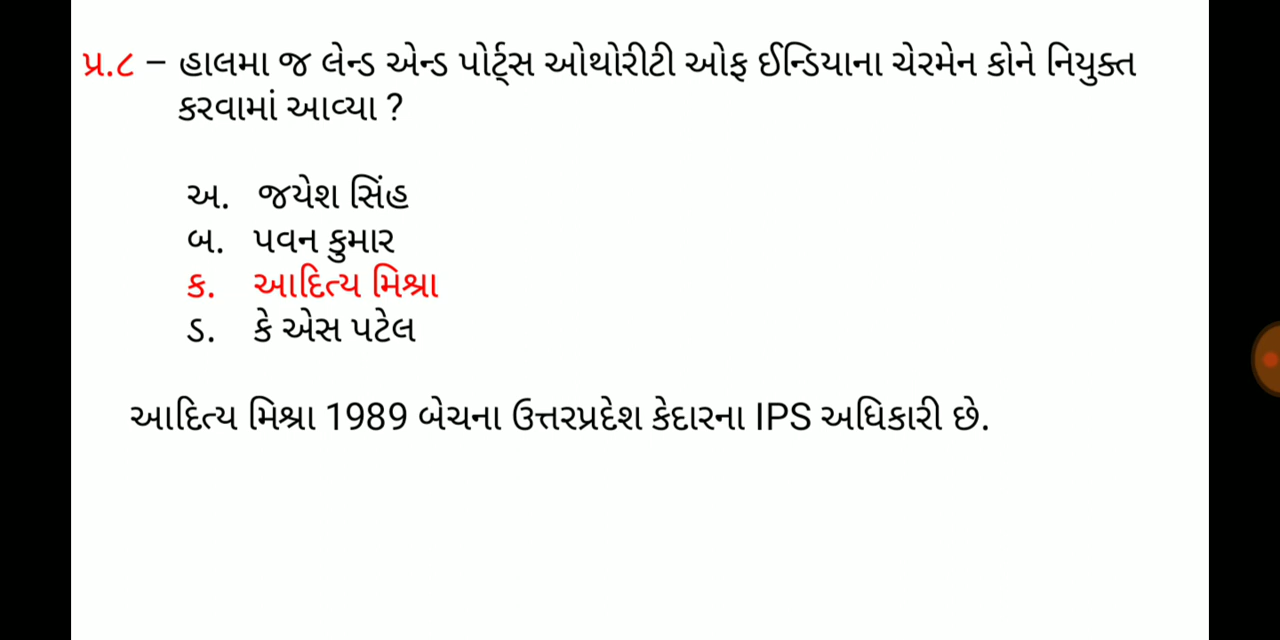 પ્ર.૮ – હાલમા જ લેન્ડ એન્ડ પોર્ટ્સ ઓથોરીટી ઓફ ઈન્ડિયાના ચેરમેન કોને નિયુક્ત
કરવામાં આવ્યા ?
અ. જયેશ સિંહ
બ. પવન કુમાર
ક. આદિત્ય મિશ્રા
ડ. કે એસ પટેલ
આદિત્ય મિશ્રા 1989 બેચના ઉત્તરપ્રદેશ કેદારના IPS અધિકારી છે.